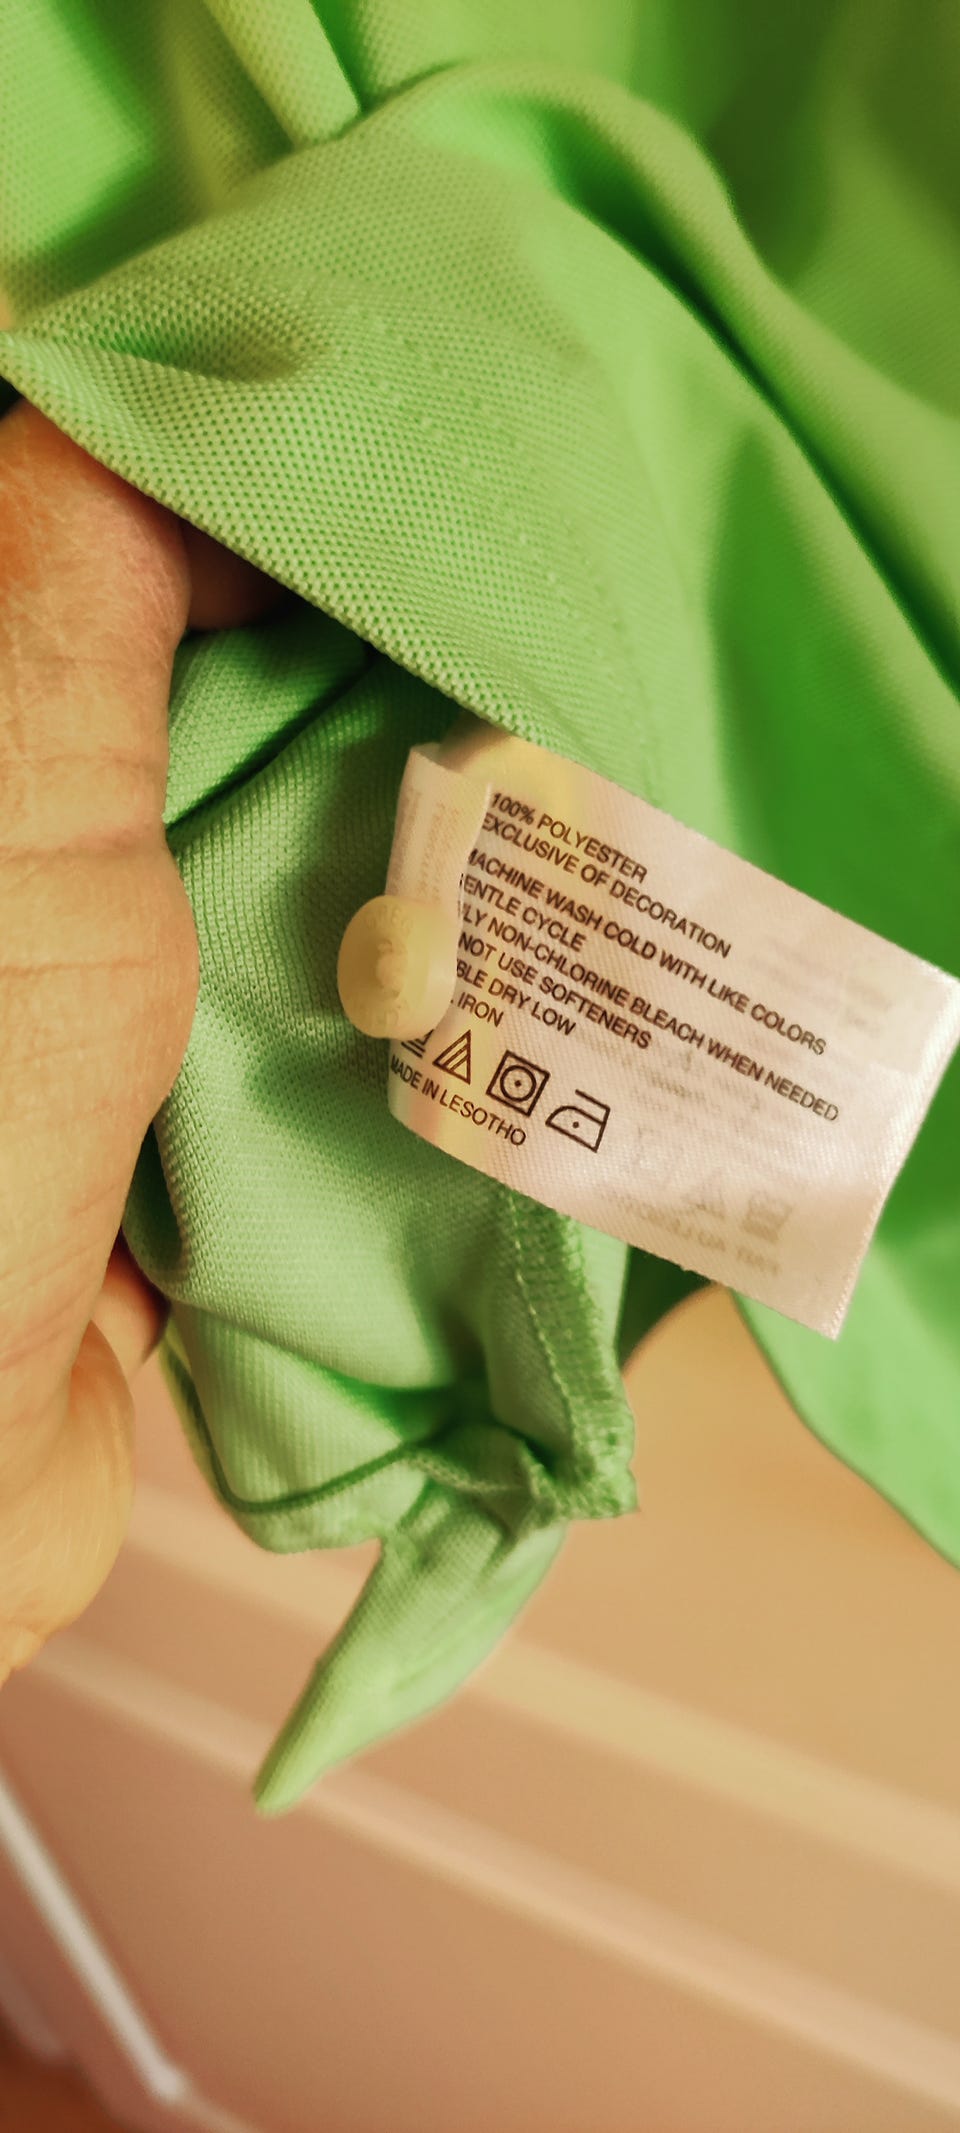 100% POLYESTER
EXCLUSIVE OF DECORATION
MACHINE WASH COLD WITH LIKE COLORS
GENTLE CYCLE
NON-CHLORINE BLEACH WHEN NEEDED
NOT USE SOFTENERS
DRY LOW
IRON
MADE IN LESOTHO